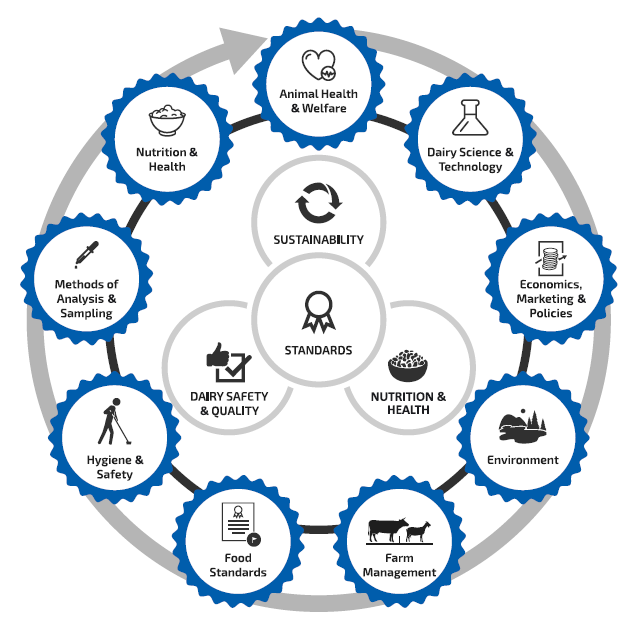 Animal Health
& Welfare
Nutrition &
Health
Dairy Science &
Technology
SUSTAINABILITY
Methods of
Analysis &
Sampling
Economics,
Marketing &
Policies
STANDARDS
DAIRY SAFETY
& QUALITY
NUTRITION &
HEALTH
Hygiene &
Safety
Environment
Food
Standards
Farm
Management